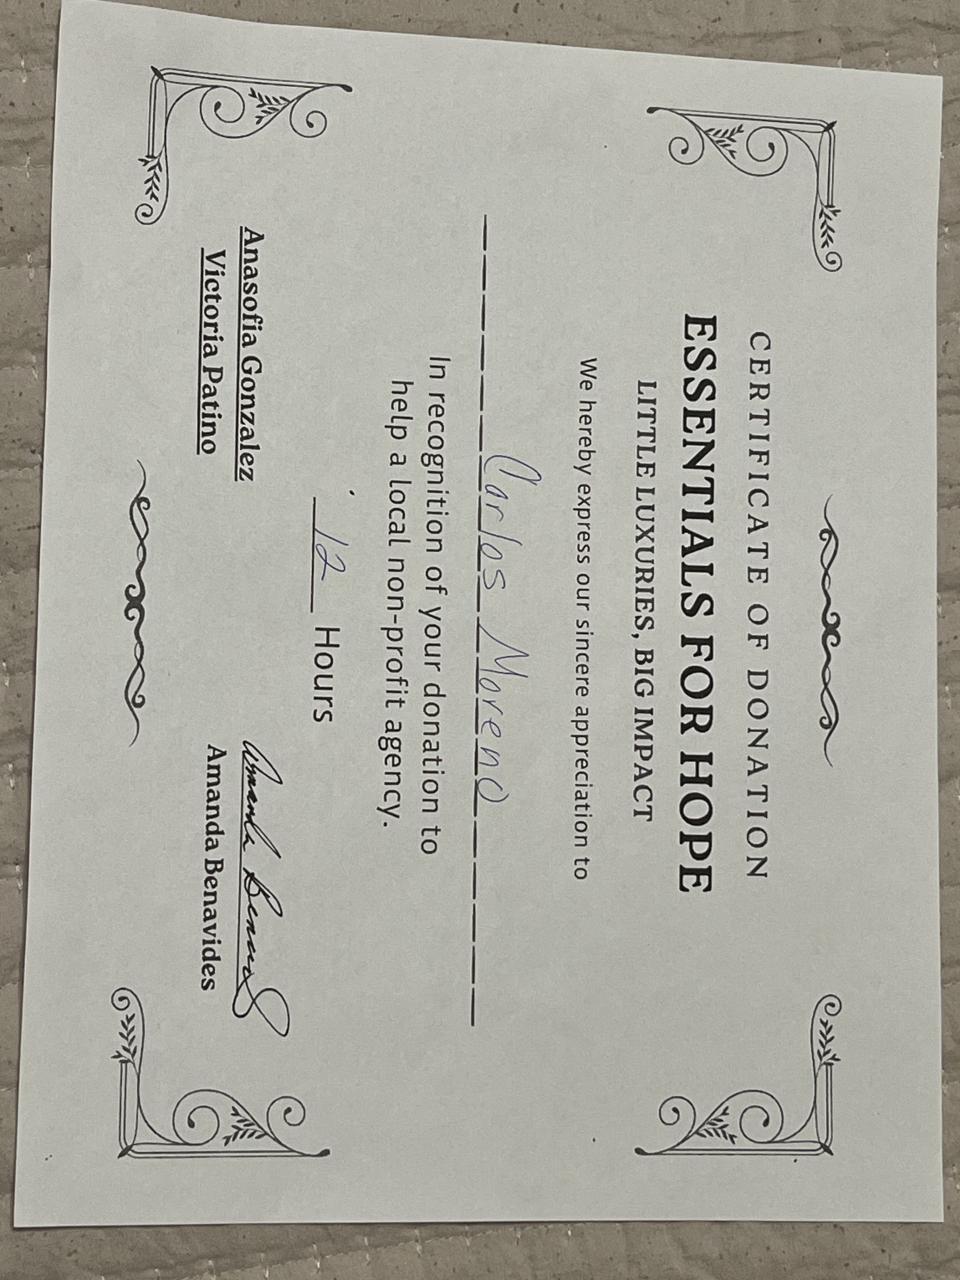 CERTIFICATE OF DONATION
ESSENTIALS FOR HOPE
LITTLE LUXURIES, BIG IMPACT
We hereby express our sincere appreciation to
Carlos Moreno
In recognition of your donation to
help a local non-profit agency.
12 Hours
Anasofia Gonzalez
Victoria Patino
Amanda Benavides